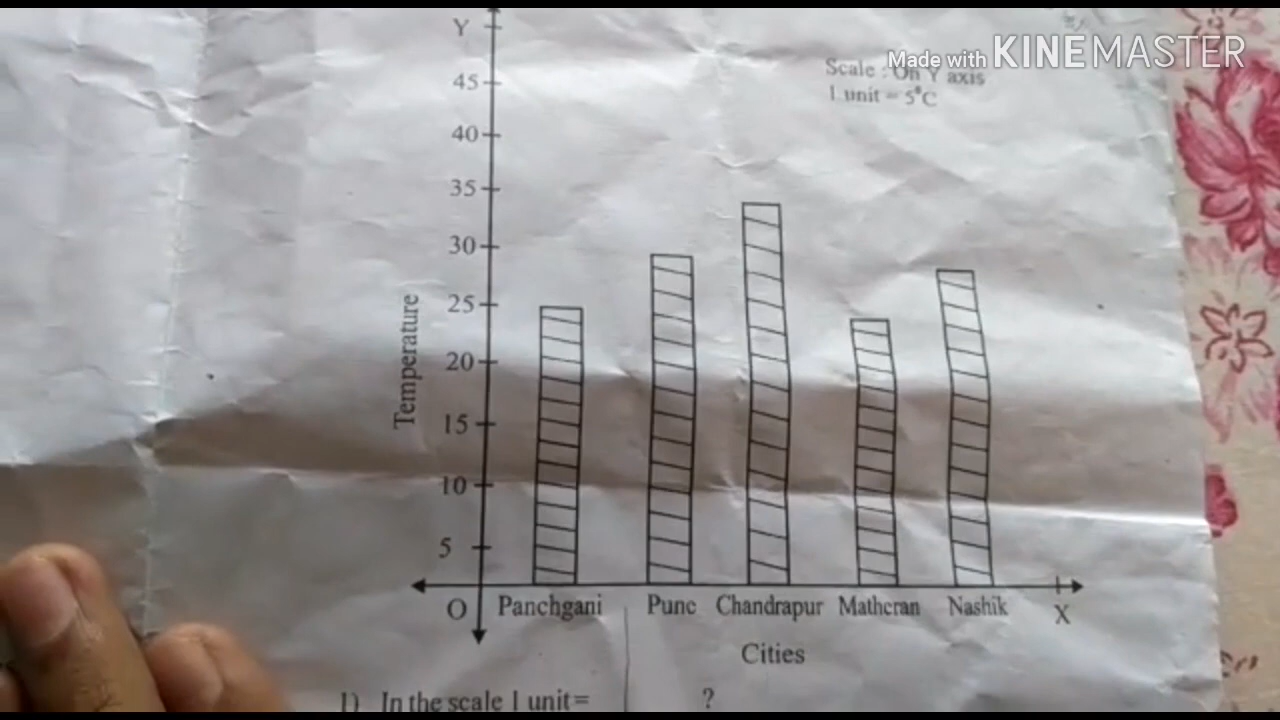 Made with KINEMASTER
Y
Scale : On Y axis
1 unit = 5°C
45
40
35
30
25
20
15
10
5
Temperature
O
Panchgani Pune Chandrapur Matheran Nashik
X
Cities
1) In the scale 1 unit= ?